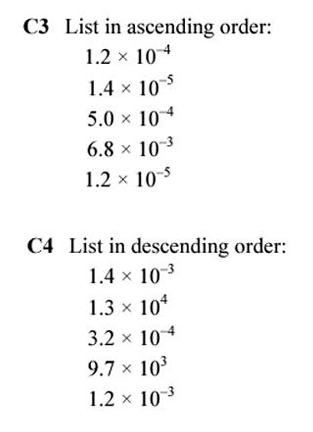 C3 List in ascending order:
1.2 × 10⁻⁴
1.4 × 10⁻⁵
5.0 × 10⁻⁴
6.8 × 10⁻³
1.2 × 10⁻⁵
C4 List in descending order:
1.4 × 10⁻³
1.3 × 10⁴
3.2 × 10⁻⁴
9.7 × 10³
1.2 × 10⁻³